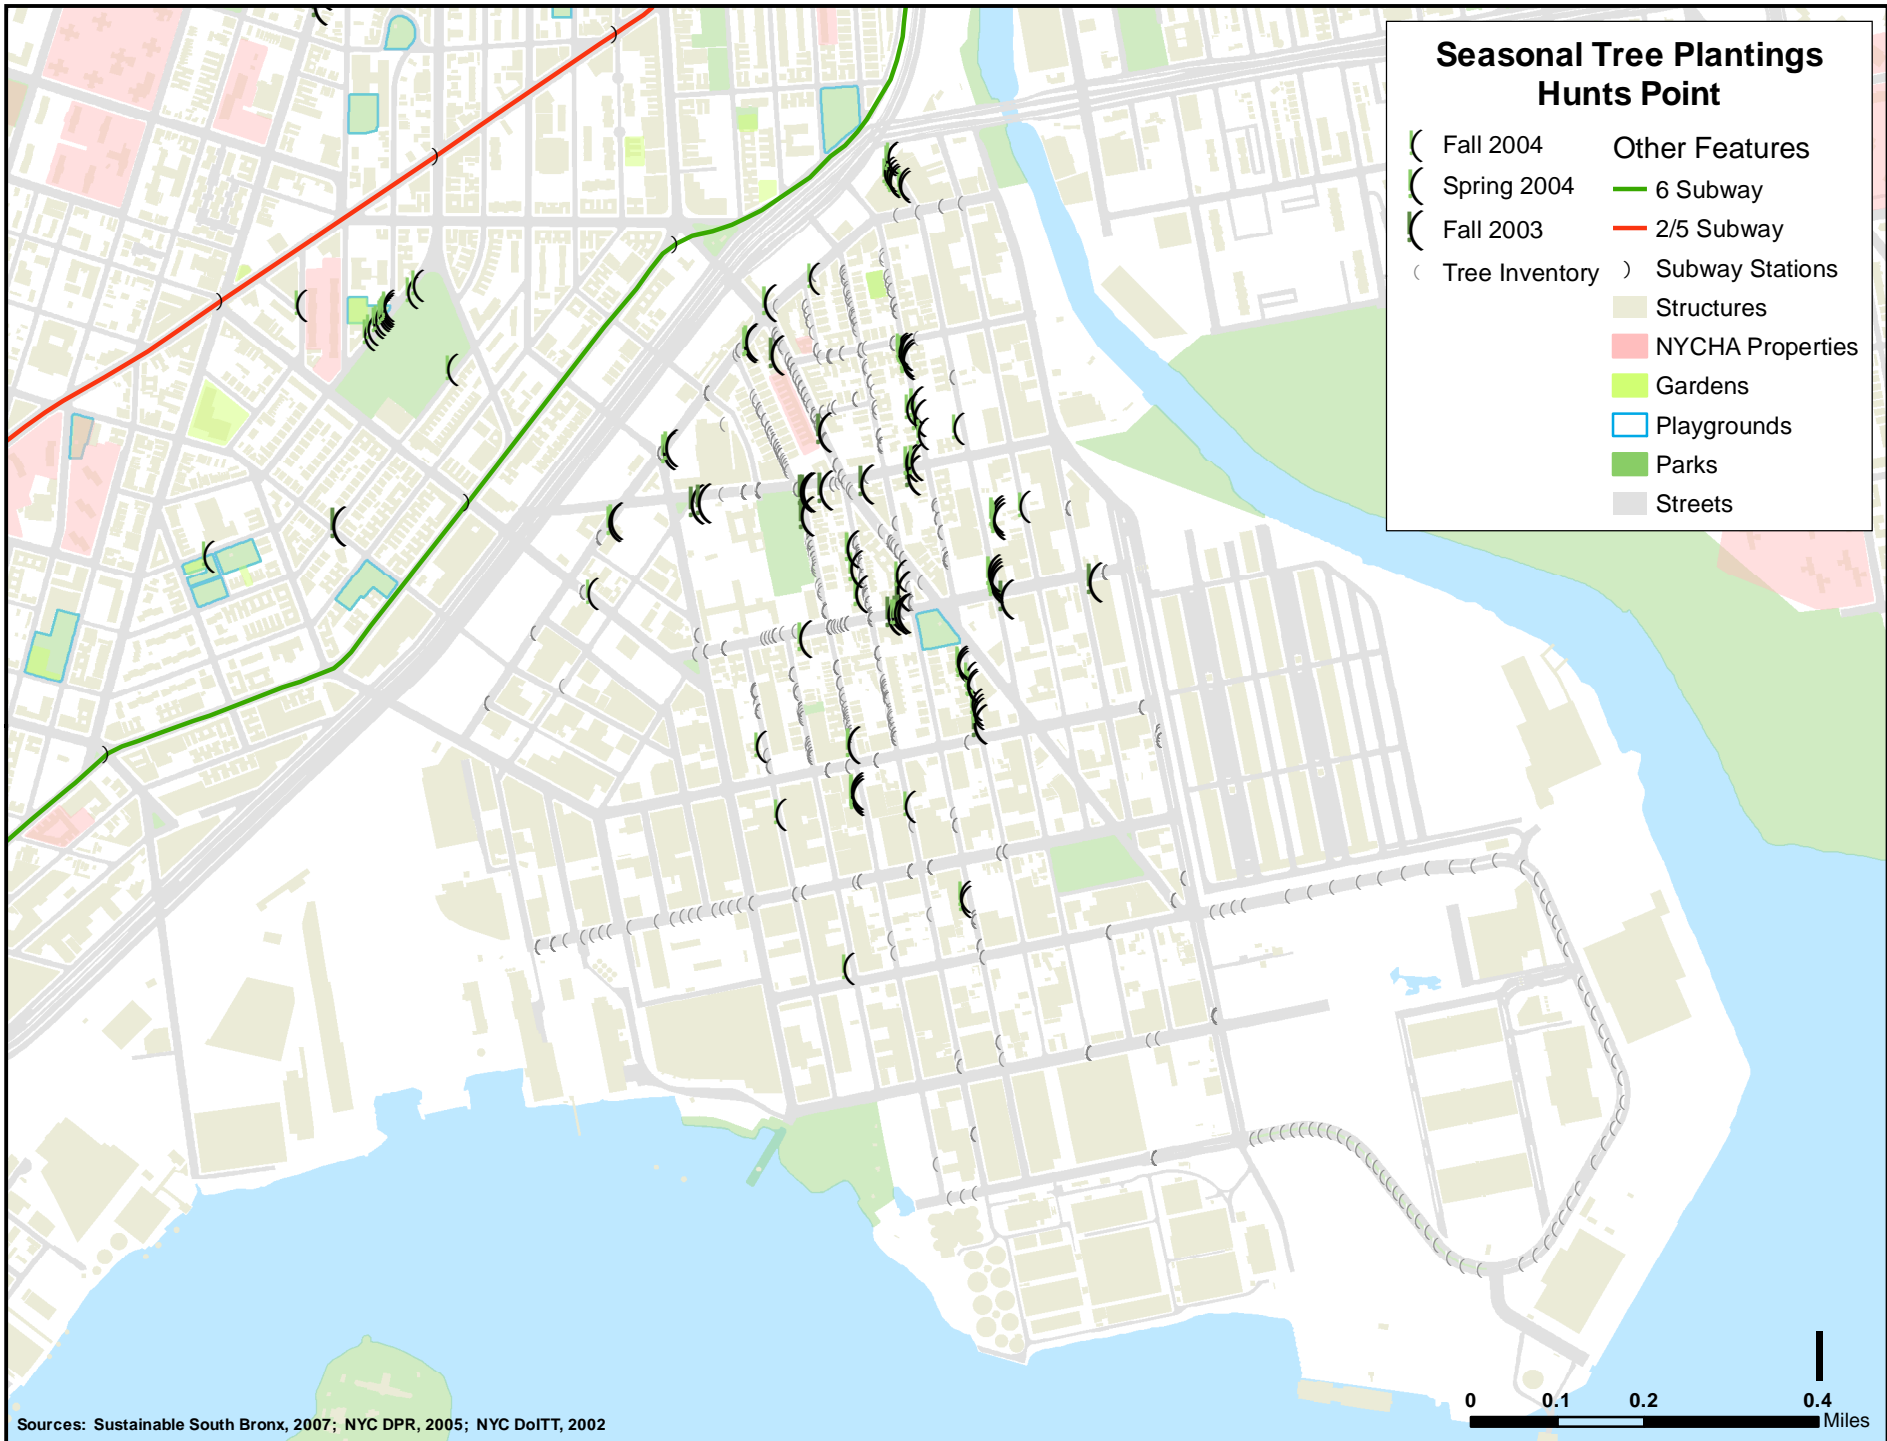 Seasonal Tree Plantings
Hunts Point
Fall 2004
Spring 2004
Fall 2003
Tree Inventory
Other Features
6 Subway
2/5 Subway
Subway Stations
Structures
NYCHA Properties
Gardens
Playgrounds
Parks
Streets
0 0.1 0.2 0.4
Miles
Sources: Sustainable South Bronx, 2007; NYC DPR, 2005; NYC DoITT, 2002